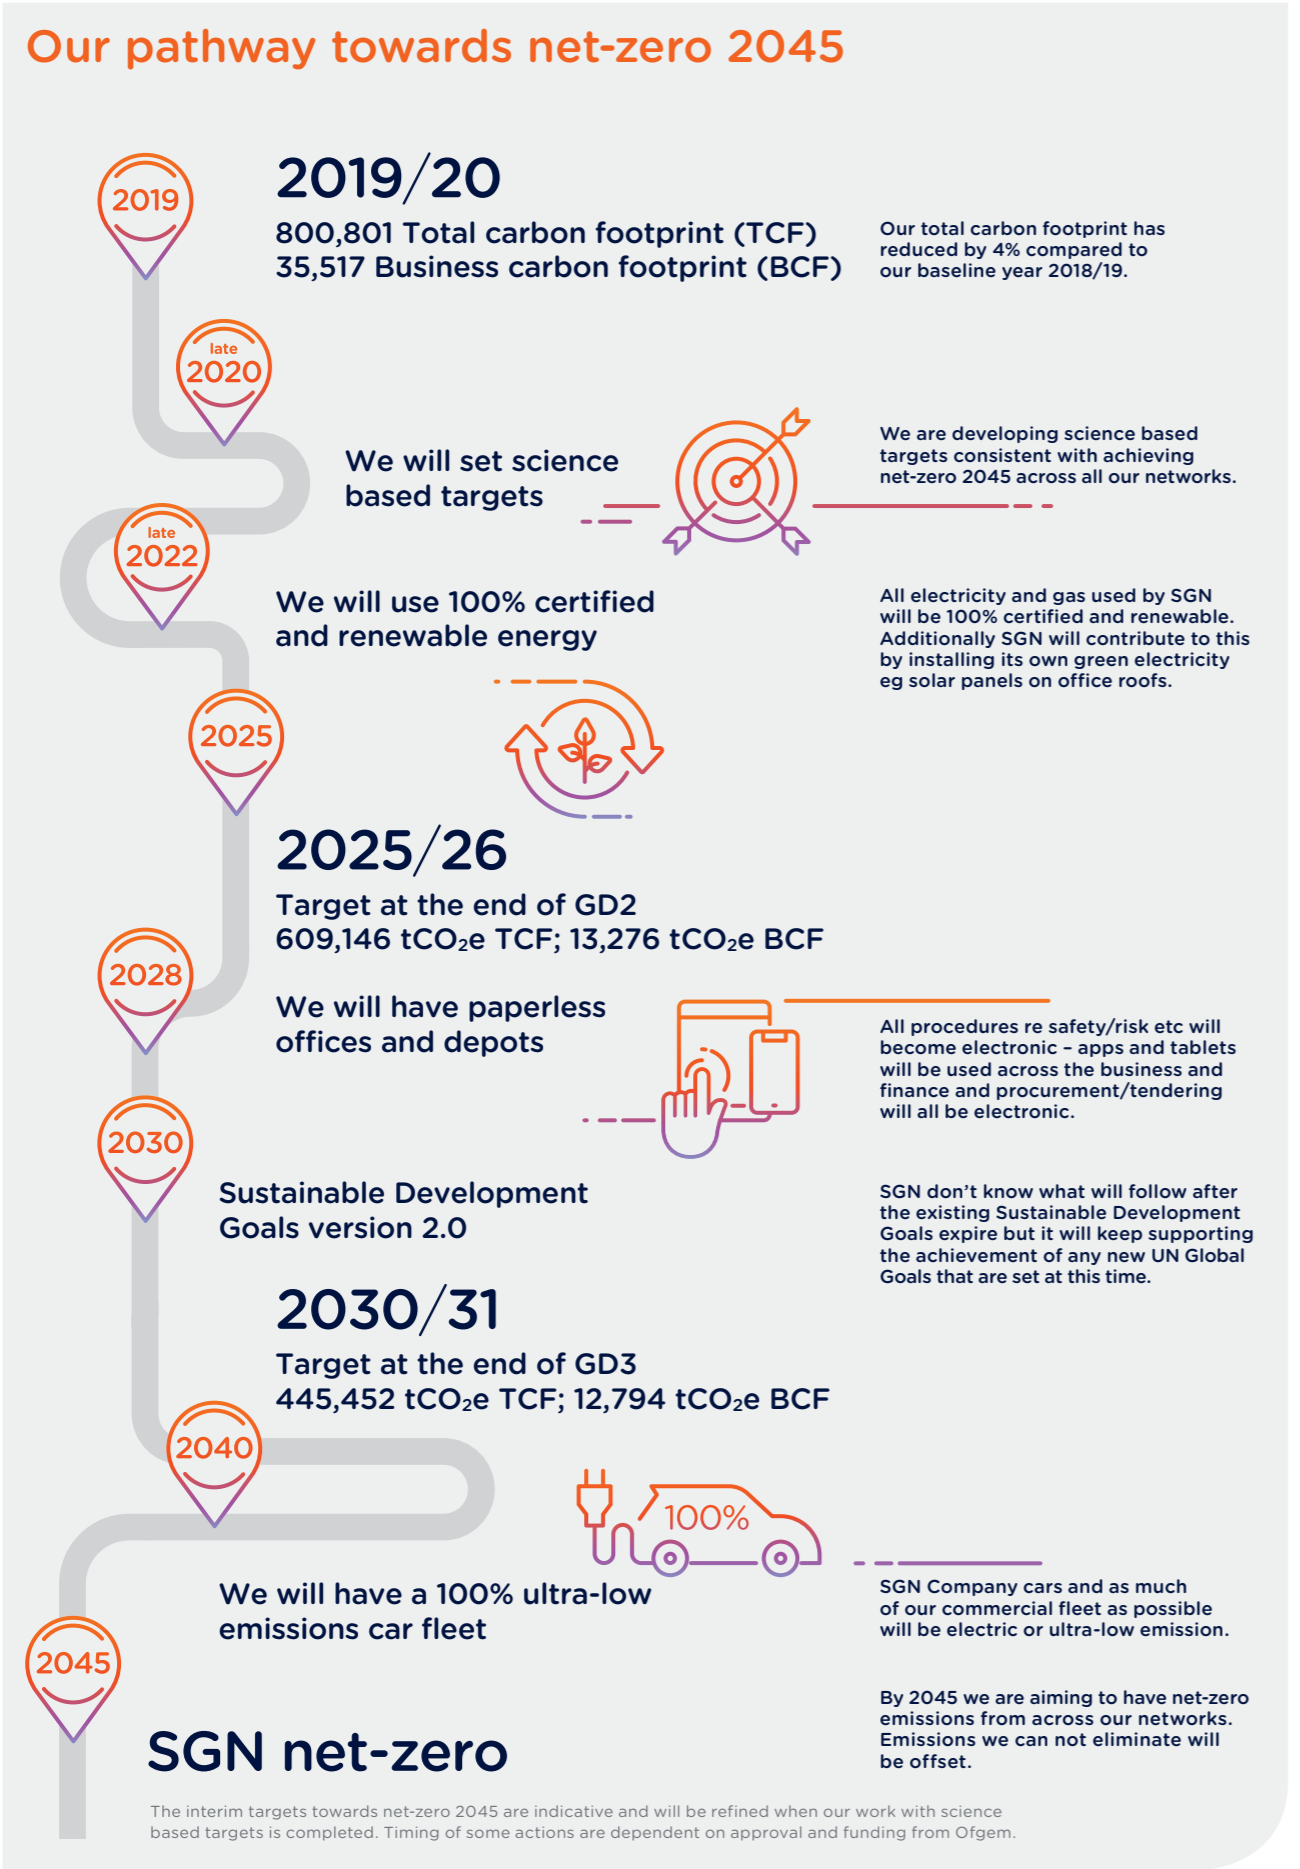 Our pathway towards net-zero 2045
2019
2019/20
800,801 Total carbon footprint (TCF)
35,517 Business carbon footprint (BCF)
Our total carbon footprint has
reduced by 4% compared to
our baseline year 2018/19.
late
2020
We will set science
based targets
We are developing science based
targets consistent with achieving
net-zero 2045 across all our networks.
late
2022
We will use 100% certified
and renewable energy
All electricity and gas used by SGN
will be 100% certified and renewable.
Additionally SGN will contribute to this
by installing its own green electricity
eg solar panels on office roofs.
2025
2025/26
Target at the end of GD2
609,146 tCO₂e TCF; 13,276 tCO₂e BCF
2028
We will have paperless
offices and depots
All procedures re safety/risk etc will
become electronic – apps and tablets
will be used across the business and
finance and procurement/tendering
will all be electronic.
2030
Sustainable Development
Goals version 2.0
SGN don’t know what will follow after
the existing Sustainable Development
Goals expire but it will keep supporting
the achievement of any new UN Global
Goals that are set at this time.
2030/31
Target at the end of GD3
445,452 tCO₂e TCF; 12,794 tCO₂e BCF
2040
100%
We will have a 100% ultra-low
emissions car fleet
SGN Company cars and as much
of our commercial fleet as possible
will be electric or ultra-low emission.
2045
SGN net-zero
By 2045 we are aiming to have net-zero
emissions from across our networks.
Emissions we can not eliminate will
be offset.
The interim targets towards net-zero 2045 are indicative and will be refined when our work with science
based targets is completed. Timing of some actions are dependent on approval and funding from Ofgem.